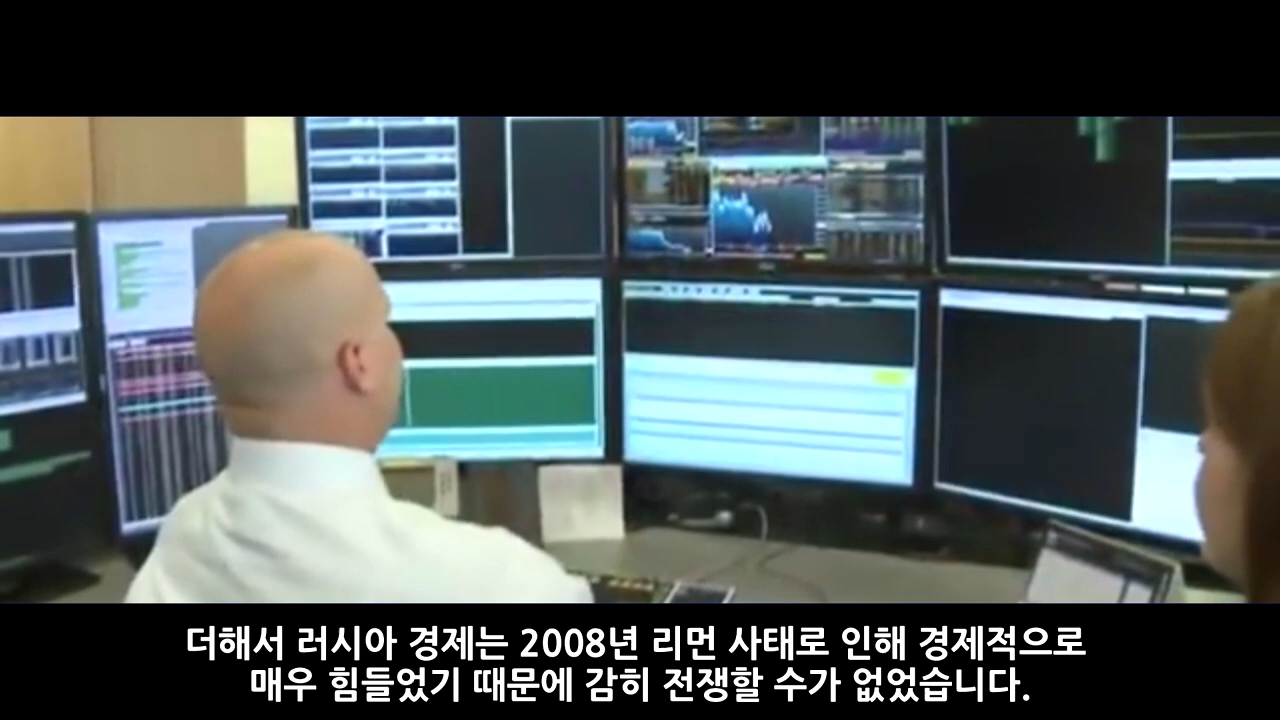 더해서 러시아 경제는 2008년 리먼 사태로 인해 경제적으로
매우 힘들었기 때문에 감히 전쟁할 수가 없었습니다.